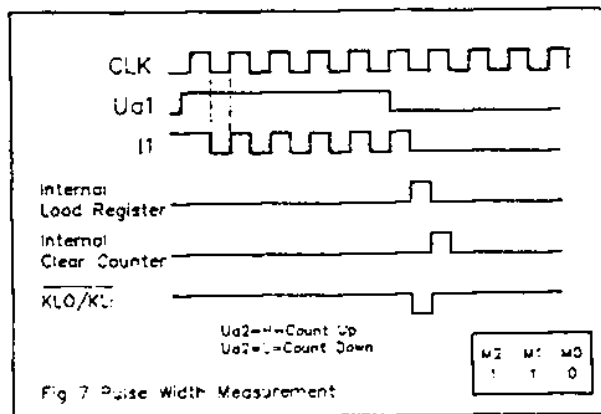 CLK
Ua1
I1
Internal
Load Register
Internal
Clear Counter
Ua2=H=Count Up
Ua2=L=Count Down
M2 M1 M0
1 1 0
Fig 7 Pulse Width Measurement